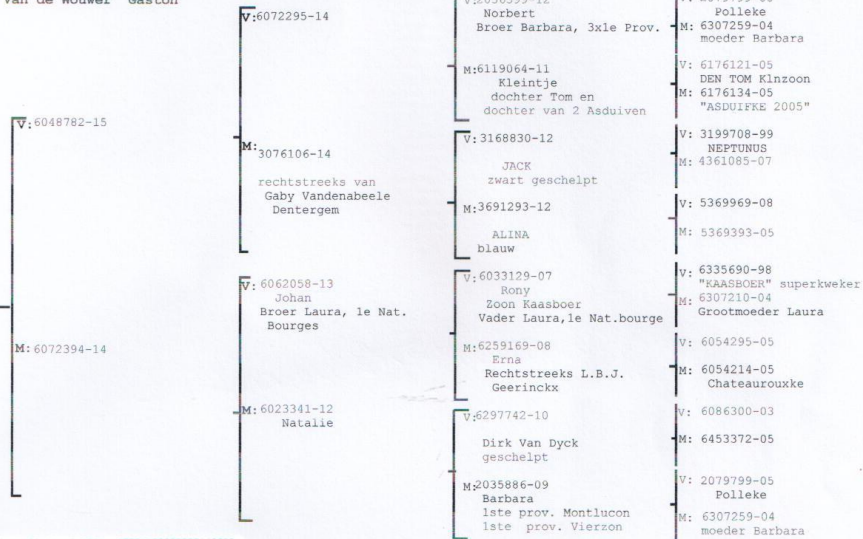 van de Wouwer "Gaston"
V: 6048782-15
M: 6072394-14
V: 6072295-14
M: 3076106-14
rechtstreeks van
Gaby Vandenabeele
Dentergem
V: 6062058-13
Johan
Broer Laura, 1e Nat.
Bourges
M: 6023341-12
Natalie
Norbert
Broer Barbara, 3x1e Prov.
M: 6119064-11
Kleintje
dochter Tom en
dochter van 2 Asduiven
V: 3168830-12
JACK
zwart geschelpt
M: 3691293-12
ALINA
blauw
V: 6033129-07
Rony
Zoon Kaasboer
Vader Laura,1e Nat.bourge
M: 6259169-08
Erna
Rechtstreeks L.B.J.
Geerinckx
V: 6297742-10
Dirk Van Dyck
geschelpt
M: 2035886-09
Barbara
1ste prov. Montlucon
1ste prov. Vierzon
Polleke
M: 6307259-04
moeder Barbara
V: 6176121-05
DEN TOM Klnzoon
M: 6176134-05
"ASDUIFKE 2005"
V: 3199708-99
NEPTUNUS
M: 4361085-07
V: 5369969-08
M: 5369393-05
V: 6335690-98
"KAASBOER" superkweker
M: 6307210-04
Grootmoeder Laura
V: 6054295-05
M: 6054214-05
Chateaurouxke
V: 6086300-03
M: 6453372-05
V: 2079799-05
Polleke
M: 6307259-04
moeder Barbara